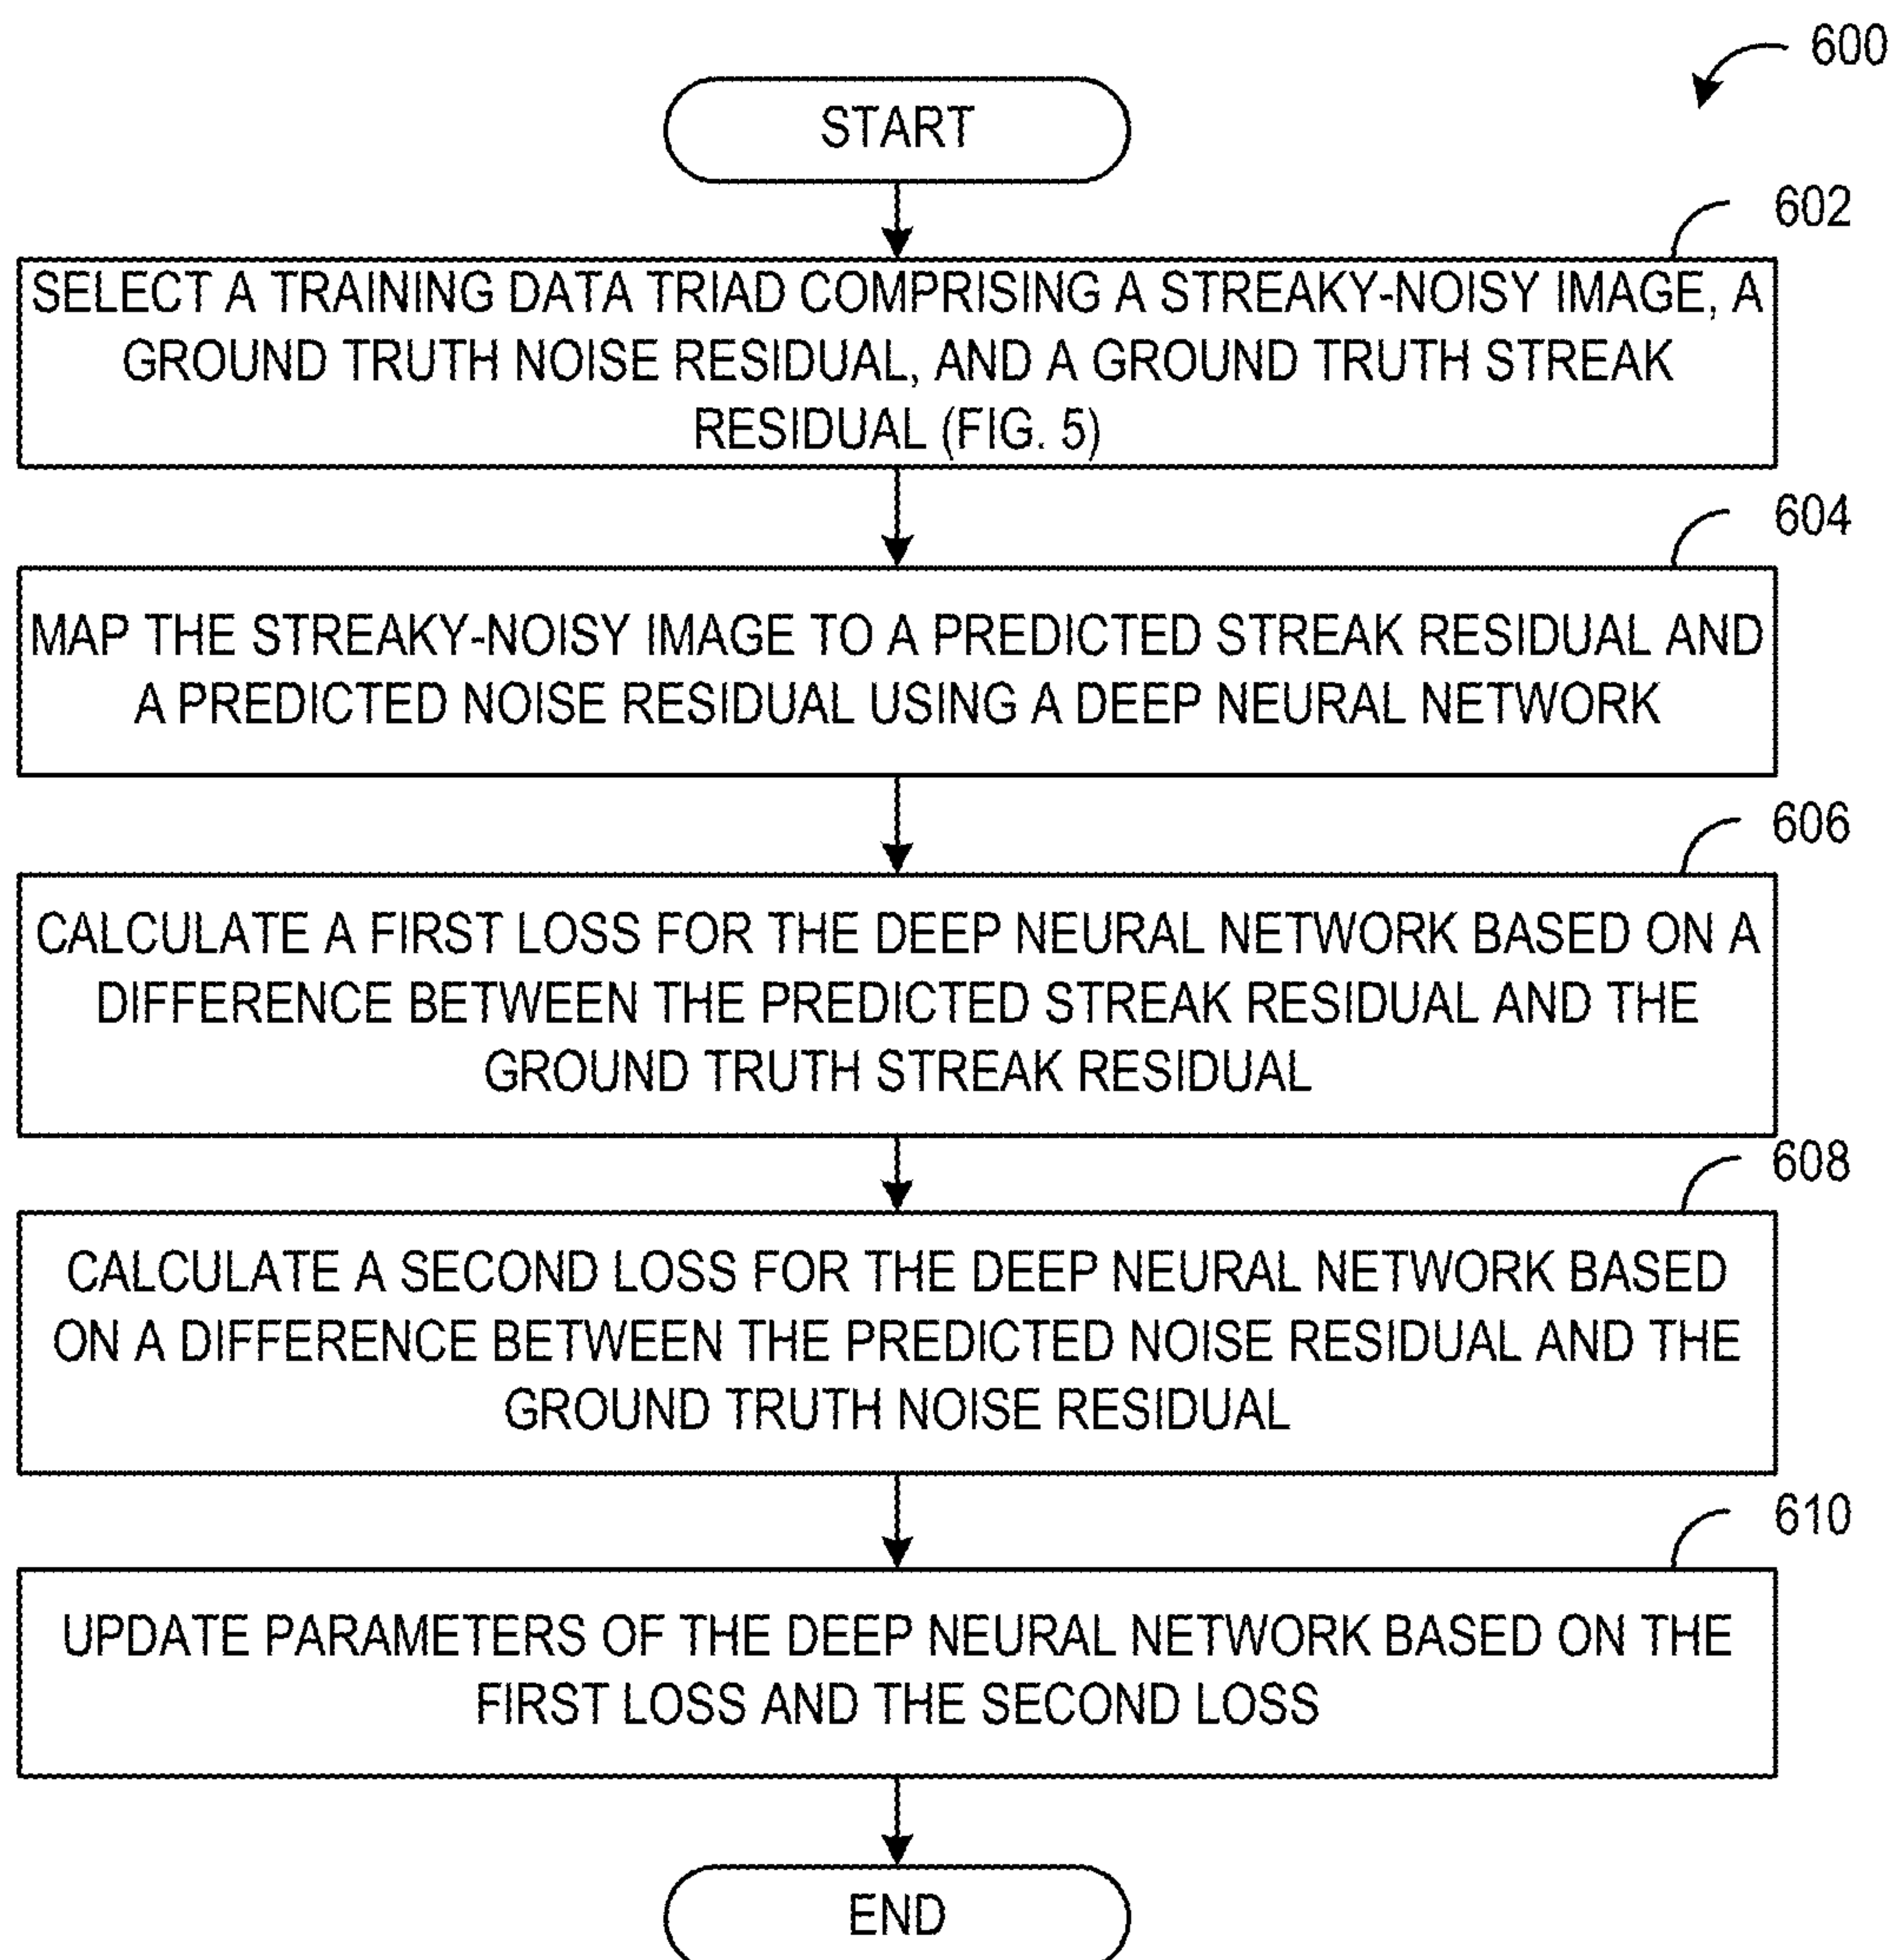 600
START
602
SELECT A TRAINING DATA TRIAD COMPRISING A STREAKY-NOISY IMAGE, A
GROUND TRUTH NOISE RESIDUAL, AND A GROUND TRUTH STREAK
RESIDUAL (FIG. 5)
604
MAP THE STREAKY-NOISY IMAGE TO A PREDICTED STREAK RESIDUAL AND
A PREDICTED NOISE RESIDUAL USING A DEEP NEURAL NETWORK
606
CALCULATE A FIRST LOSS FOR THE DEEP NEURAL NETWORK BASED ON A
DIFFERENCE BETWEEN THE PREDICTED STREAK RESIDUAL AND THE
GROUND TRUTH STREAK RESIDUAL
608
CALCULATE A SECOND LOSS FOR THE DEEP NEURAL NETWORK BASED
ON A DIFFERENCE BETWEEN THE PREDICTED NOISE RESIDUAL AND THE
GROUND TRUTH NOISE RESIDUAL
610
UPDATE PARAMETERS OF THE DEEP NEURAL NETWORK BASED ON THE
FIRST LOSS AND THE SECOND LOSS
END